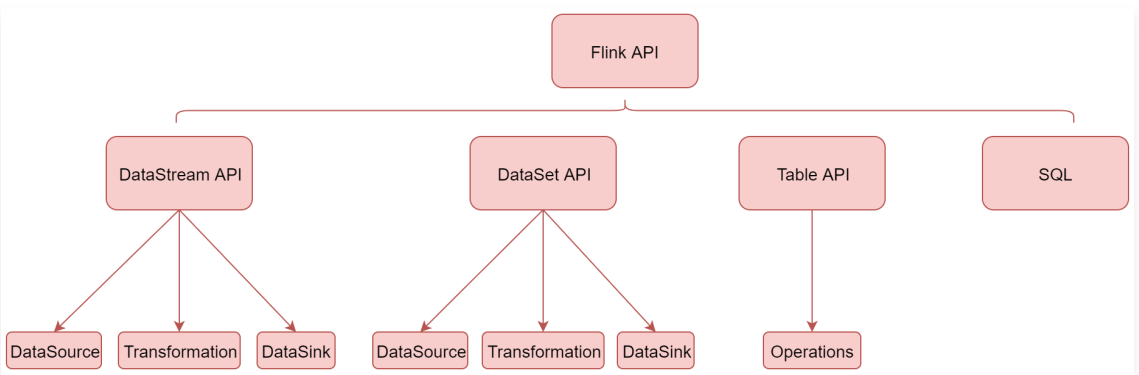 Flink API
DataStream API
DataSet API
Table API
SQL
DataSource
Transformation
DataSink
DataSource
Transformation
DataSink
Operations